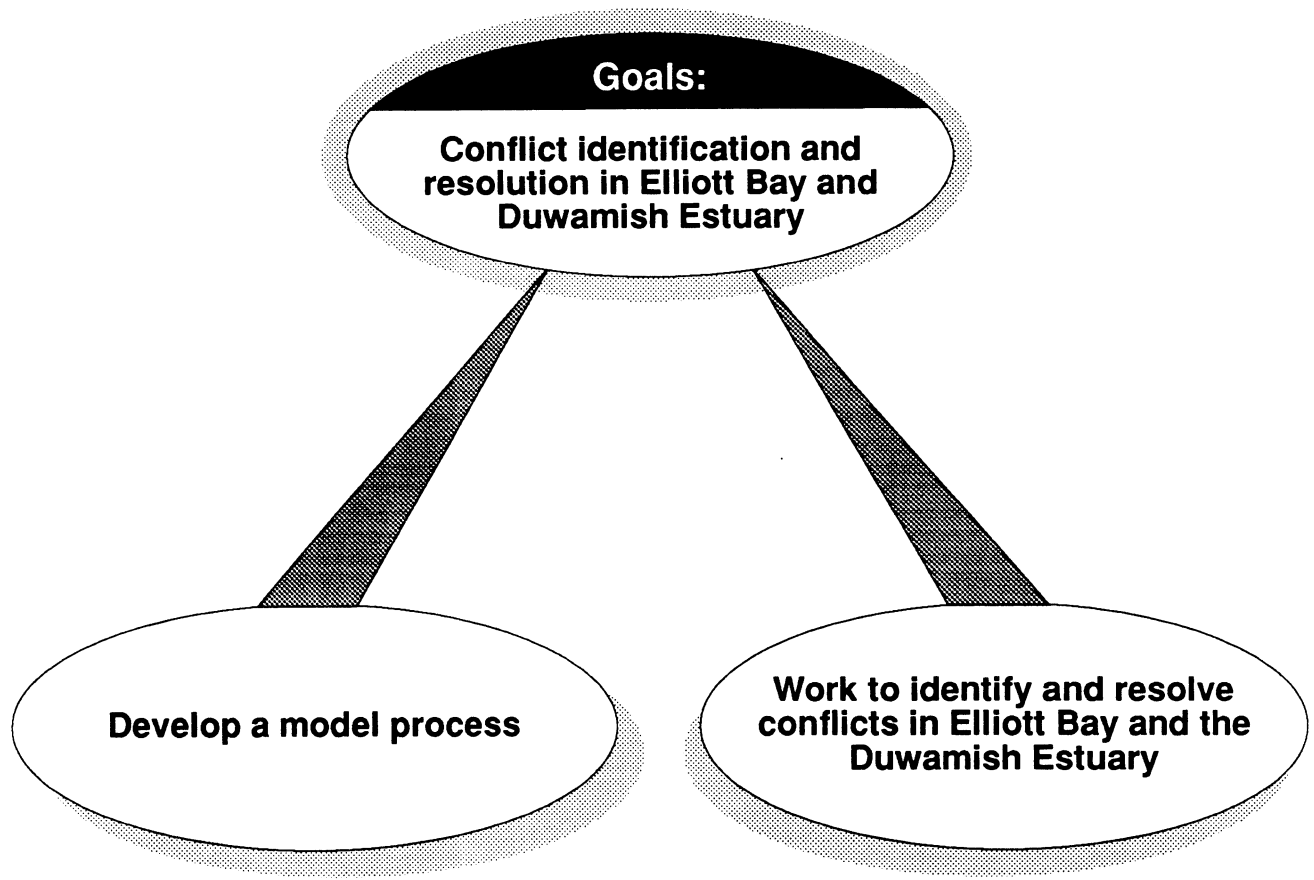 Goals:
Conflict identification and
resolution in Elliott Bay and
Duwamish Estuary
Develop a model process
Work to identify and resolve
conflicts in Elliott Bay and the
Duwamish Estuary